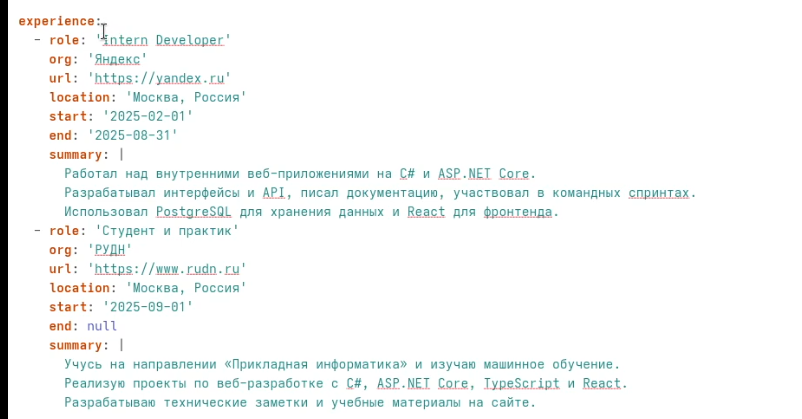 experience:
  - role: 'Intern Developer'
    org: 'Яндекс'
    url: 'https://yandex.ru'
    location: 'Москва, Россия'
    start: '2025-02-01'
    end: '2025-08-31'
    summary: |
      Работал над внутренними веб-приложениями на C# и ASP.NET Core.
      Разрабатывал интерфейсы и API, писал документацию, участвовал в командных спринтах.
      Использовал PostgreSQL для хранения данных и React для фронтенда.
  - role: 'Студент и практик'
    org: 'РУДН'
    url: 'https://www.rudn.ru'
    location: 'Москва, Россия'
    start: '2025-09-01'
    end: null
    summary: |
      Учусь на направлении «Прикладная информатика» и изучаю машинное обучение.
      Реализую проекты по веб-разработке с C#, ASP.NET Core, TypeScript и React.
      Разрабатываю технические заметки и учебные материалы на сайте.